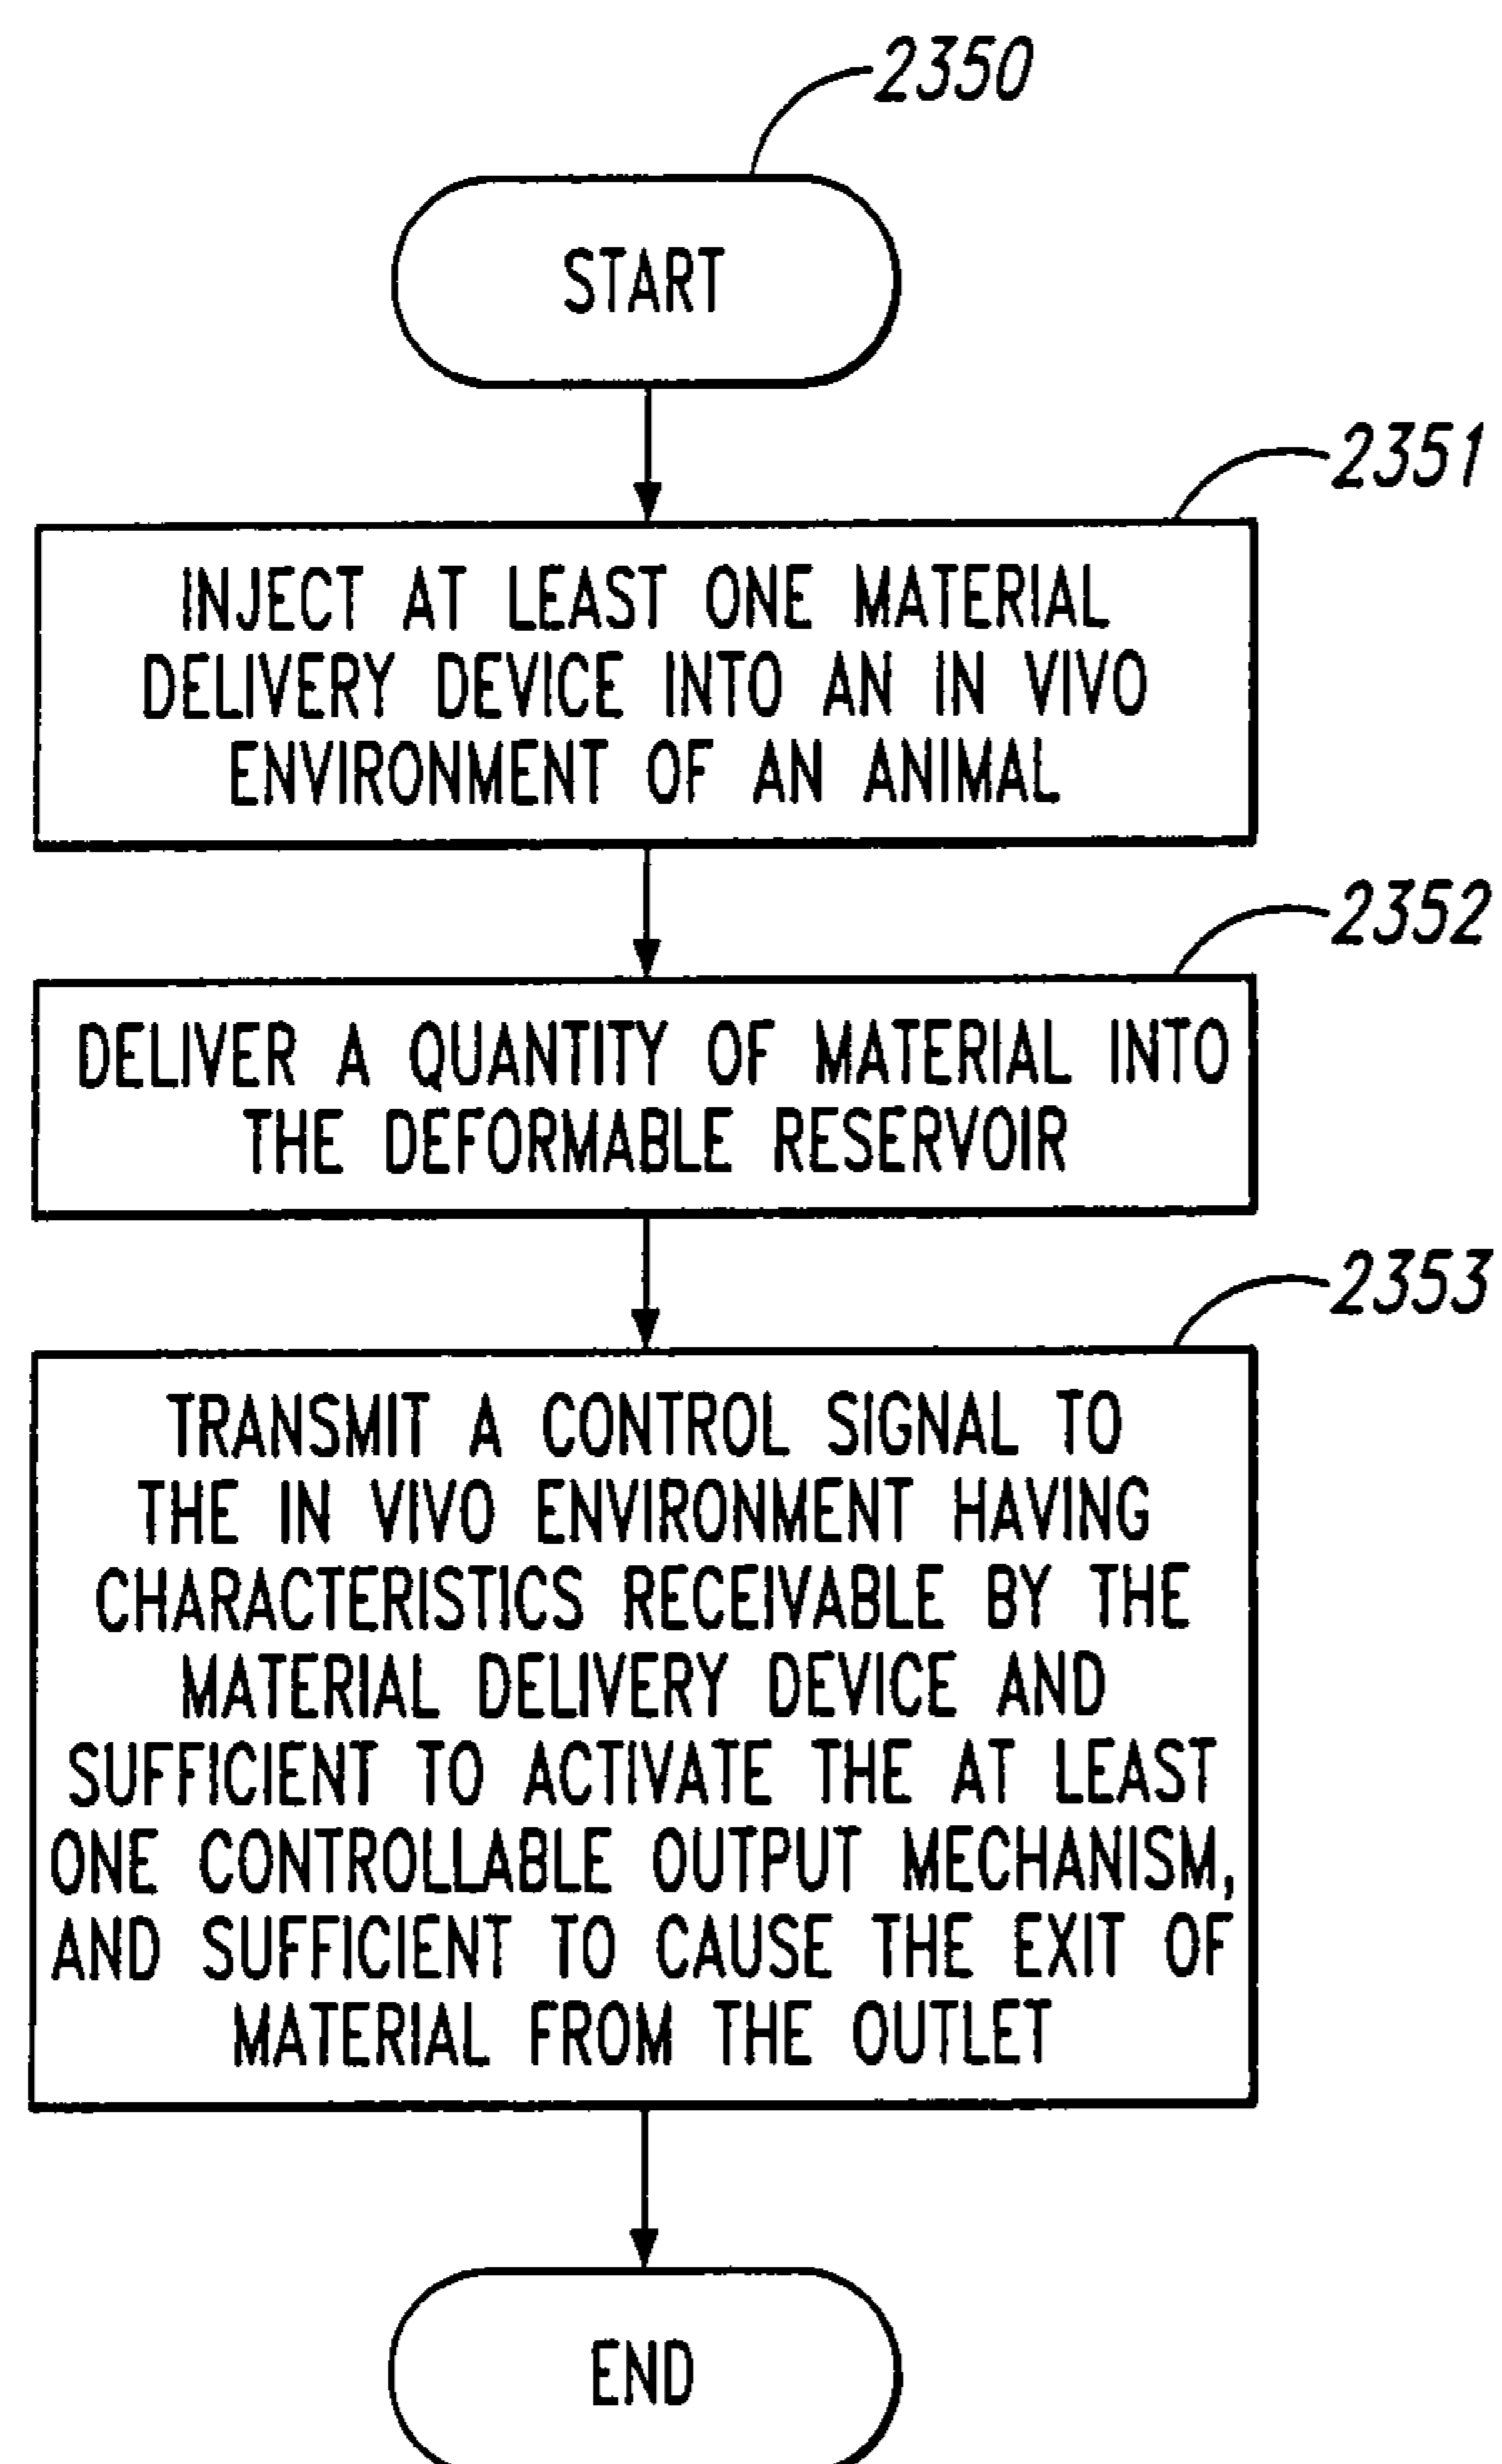 2350
START
2351
INJECT AT LEAST ONE MATERIAL
DELIVERY DEVICE INTO AN IN VIVO
ENVIRONMENT OF AN ANIMAL
2352
DELIVER A QUANTITY OF MATERIAL INTO
THE DEFORMABLE RESERVOIR
2353
TRANSMIT A CONTROL SIGNAL TO
THE IN VIVO ENVIRONMENT HAVING
CHARACTERISTICS RECEIVABLE BY THE
MATERIAL DELIVERY DEVICE AND
SUFFICIENT TO ACTIVATE THE AT LEAST
ONE CONTROLLABLE OUTPUT MECHANISM,
AND SUFFICIENT TO CAUSE THE EXIT OF
MATERIAL FROM THE OUTLET
END